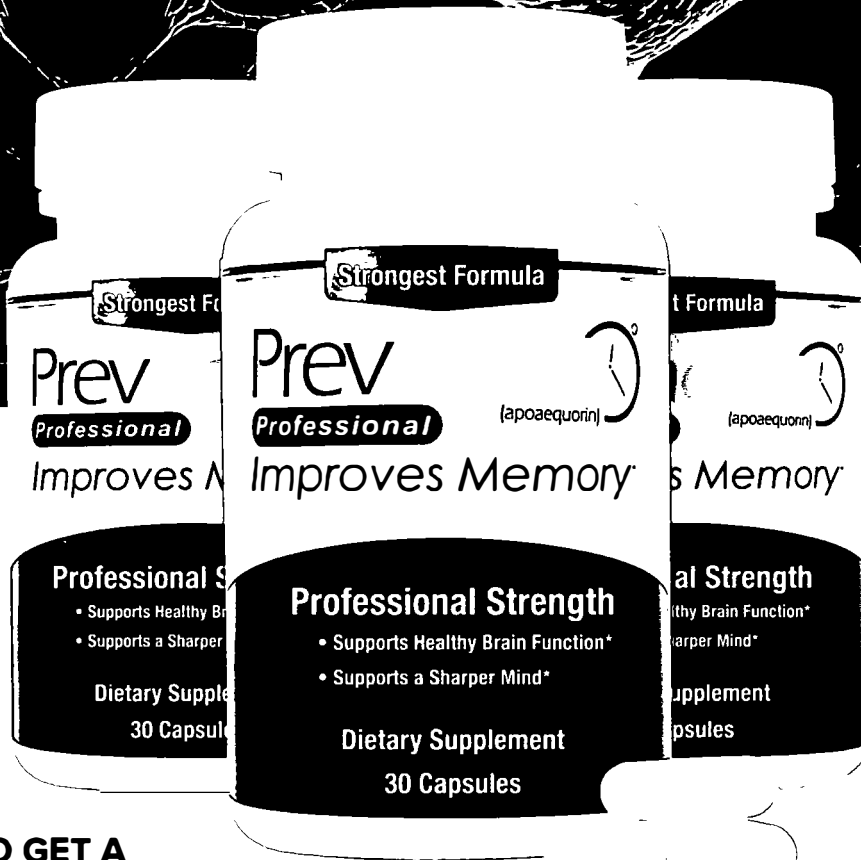 Strongest Formula
Prev
Professional
(apoaequorin)
Improves Memory
Professional Strength
• Supports Healthy Brain Function*
• Supports a Sharper Mind*
Dietary Supplement
30 Capsules
Strongest Fo
Prev
Professional
Improves M
Professional S
• Supports Healthy Br
• Supports a Sharper
Dietary Supple
30 Capsul
t Formula
(apoaequorin)
s Memory
al Strength
lthy Brain Function*
arper Mind*
upplement
psules
O GET A